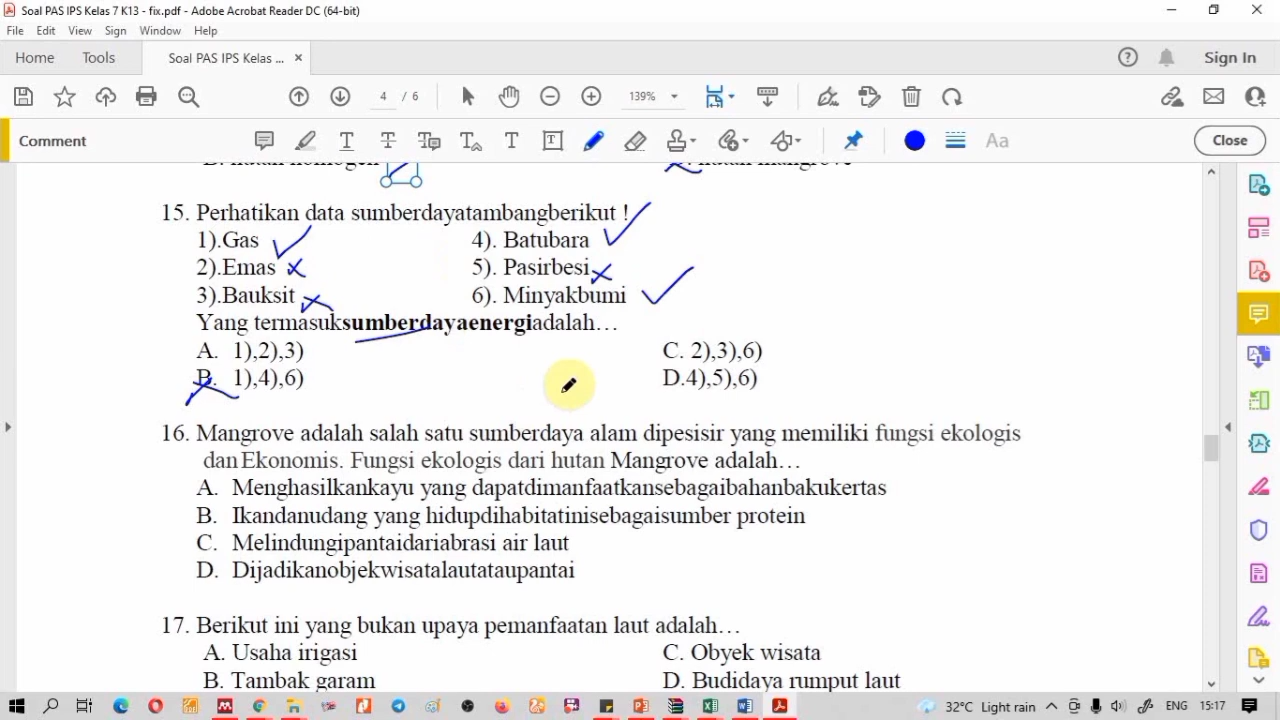 Soal PAS IPS Kelas 7 K13 - fix.pdf - Adobe Acrobat Reader DC (64-bit)
File Edit View Sign Window Help
Home Tools Soal PAS IPS Kelas ... Sign In
4 / 6 139%
Comment Close
B. hutan homogen D. hutan mangrove
15. Perhatikan data sumberdayatambangberikut !
1).Gas 4). Batubara
2).Emas 5). Pasirbesi
3).Bauksit 6). Minyakbumi
Yang termasuksumberdayaenergiadalah…
A. 1),2),3) C. 2),3),6)
B. 1),4),6) D.4),5),6)
16. Mangrove adalah salah satu sumberdaya alam dipesisir yang memiliki fungsi ekologis
danEkonomis. Fungsi ekologis dari hutan Mangrove adalah…
A. Menghasilkankayu yang dapatdimanfaatkansebagaibahanbakukertas
B. Ikandanudang yang hidupdihabitatinisebagaisumber protein
C. Melindungipantaidariabrasi air laut
D. Dijadikanobjekwisatalautataupantai
17. Berikut ini yang bukan upaya pemanfaatan laut adalah…
A. Usaha irigasi C. Obyek wisata
B. Tambak garam D. Budidaya rumput laut
32°C Light rain ENG 15:17